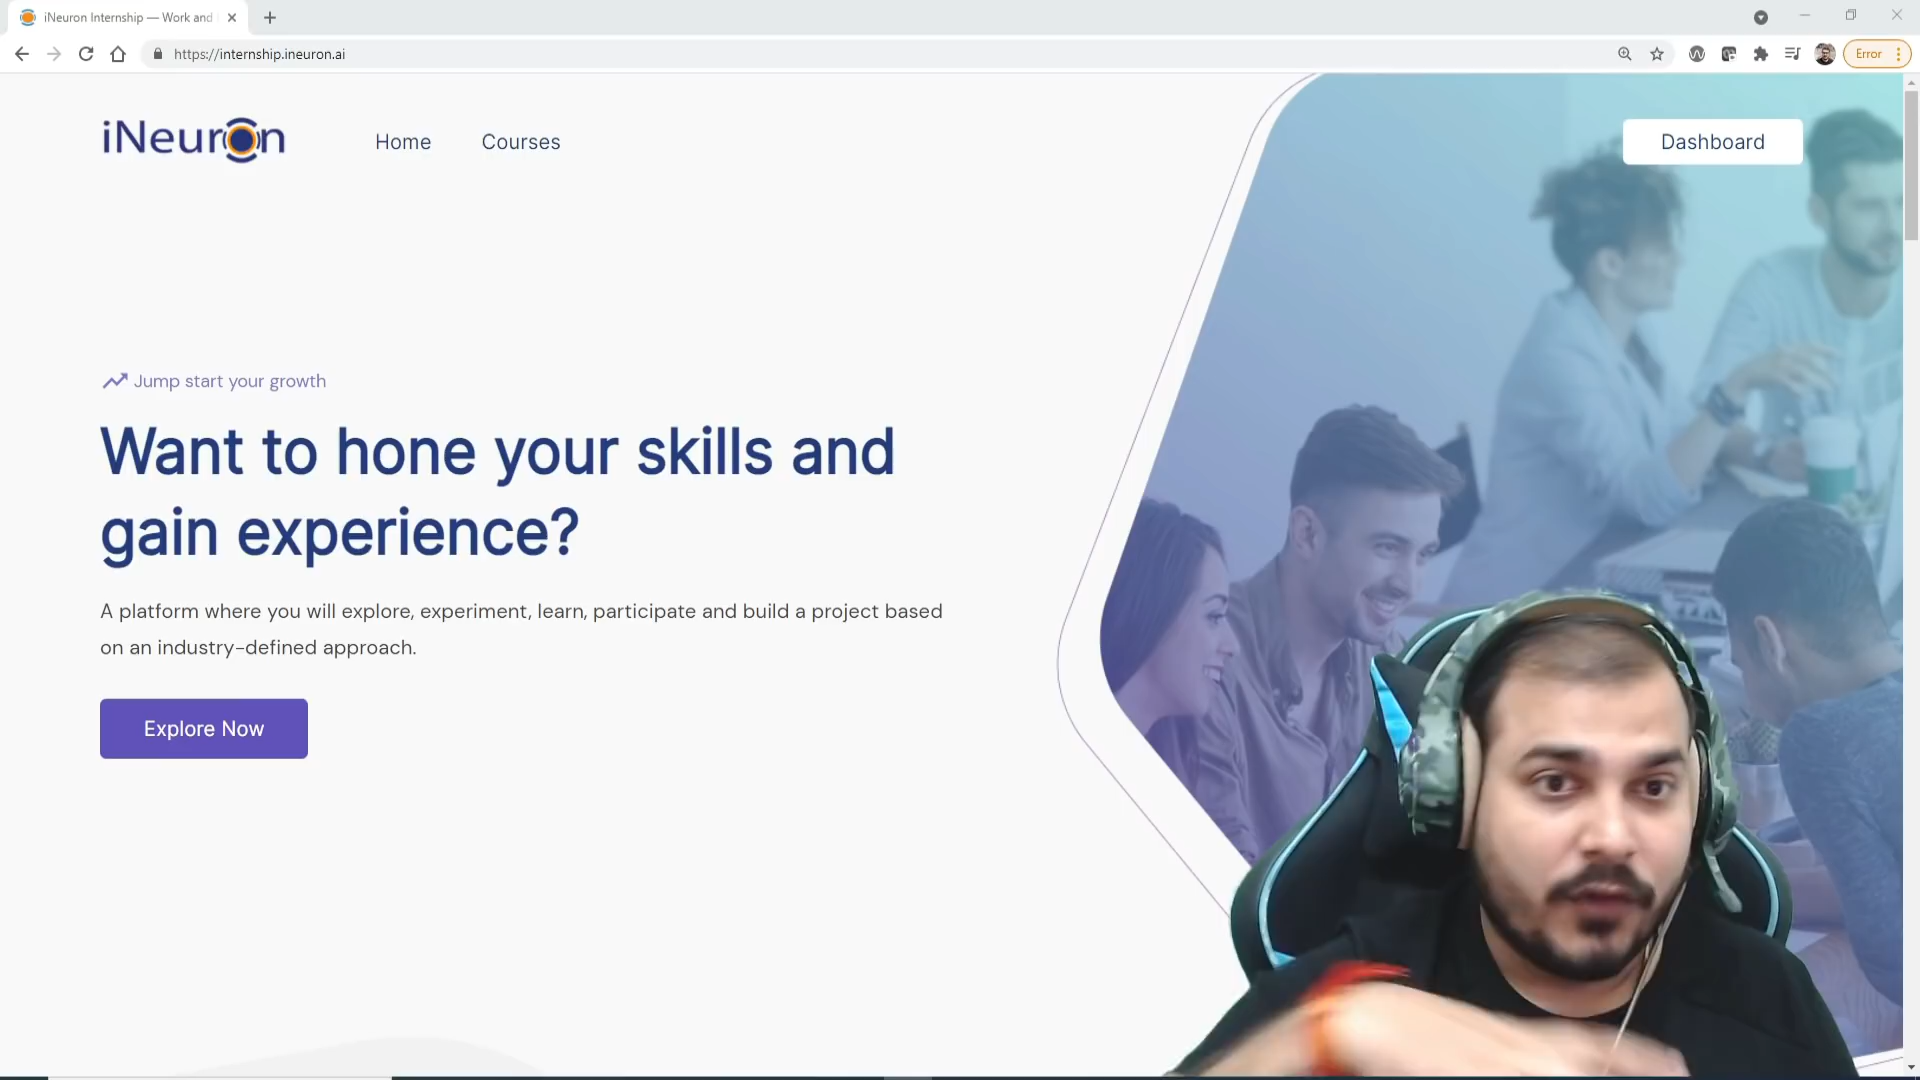 iNeuron Internship — Work and
https://internship.ineuron.ai
Error
iNeuron
Home
Courses
Dashboard
Jump start your growth
Want to hone your skills and
gain experience?
A platform where you will explore, experiment, learn, participate and build a project based
on an industry-defined approach.
Explore Now